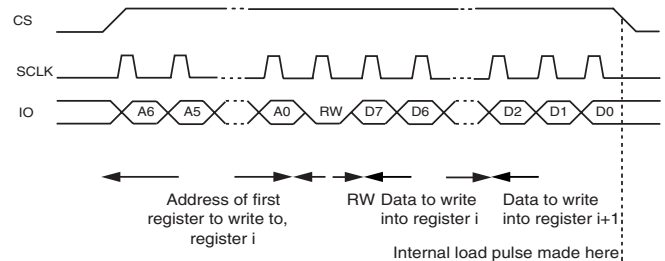 CS
SCLK
IO A6 A5 A0 RW D7 D6 D2 D1 D0
Address of first
register to write to,
register i
RW Data to write
into register i
Data to write
into register i+1
Internal load pulse made here